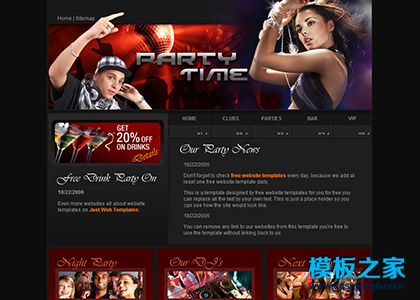 Home | Sitemap
PARTY
TIME
HOME
CLUBS
PARTIES
BAR
VIP
GET
20% OFF
ON DRINKS
Details
Free Drink Party On
10/22/2006
Even more websites all about website
templates on Just Web Templates.
Our Party News
10/22/2006
Don't forget to check free website templates every day, because we add at
least one free website template daily.
This is a template designed by free website templates for you for free you
can replace all the text by your own text. This is just a place holder so you
can see how the site would look like.
10/22/2006
You can remove any link to our websites from this template you're free to
use the template without linking back to us.
Night Party
Our DJ's
Next
模板之家